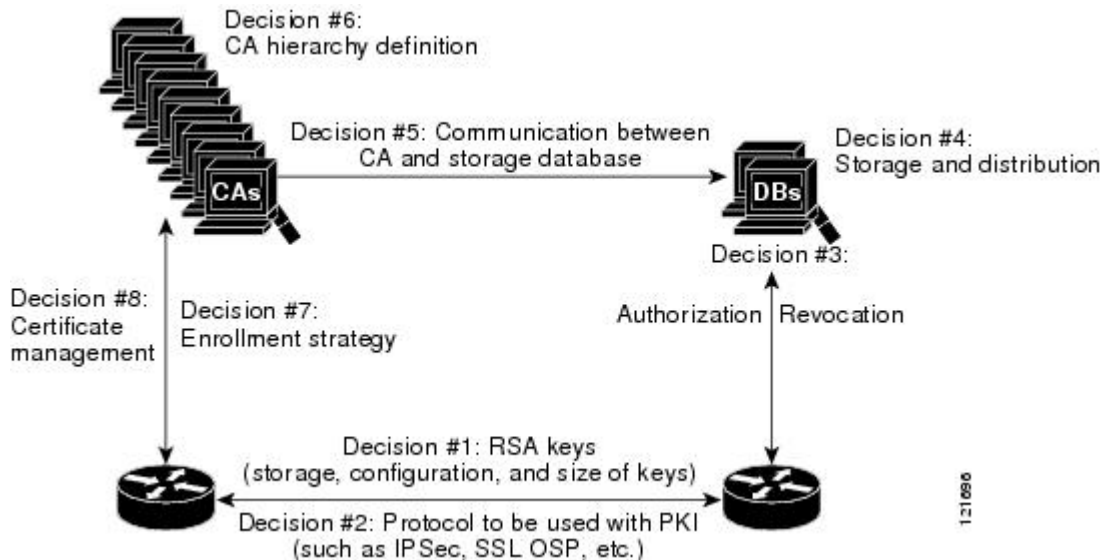 Decision #6:
CA hierarchy definition
Decision #5: Communication between
CA and storage database
Decision #4:
Storage and distribution
CAs
DBs
Decision #3:
Decision #8:
Certificate
management
Decision #7:
Enrollment strategy
Authorization
Revocation
Decision #1: RSA keys
(storage, configuration, and size of keys)
Decision #2: Protocol to be used with PKI
(such as IPSec, SSL OSP, etc.)
121696